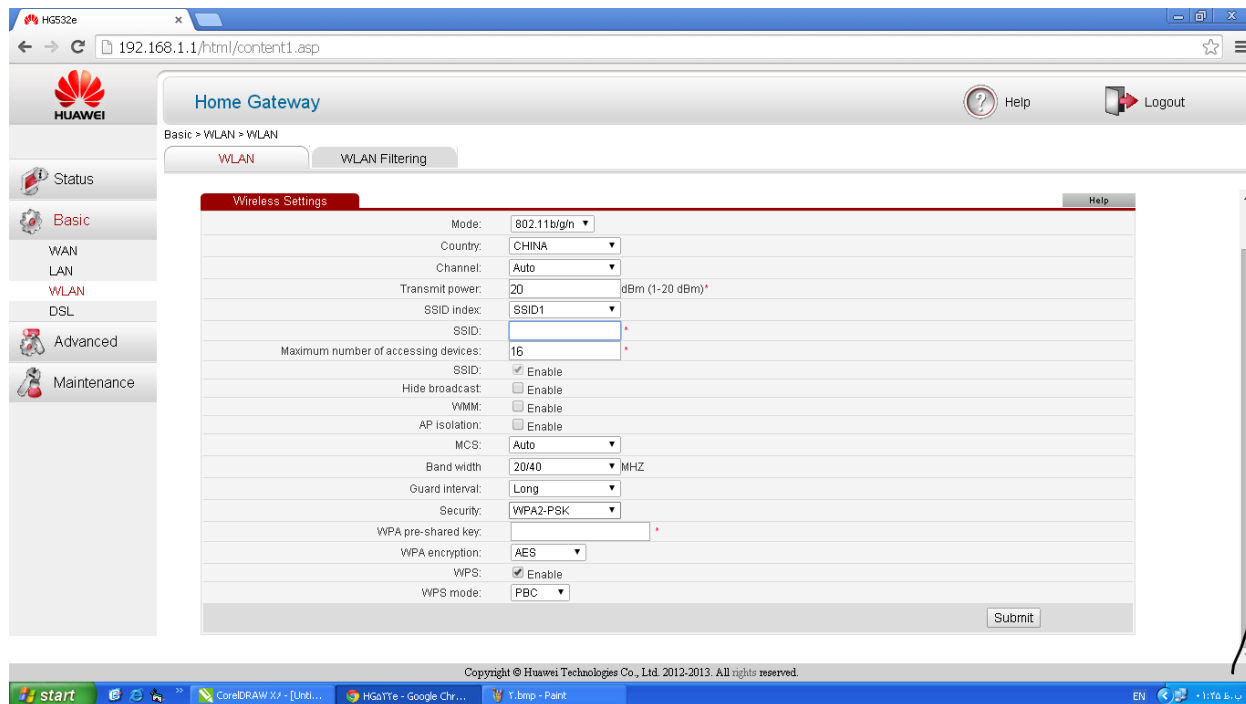 HG532e
192.168.1.1/html/content1.asp
HUAWEI
Home Gateway
Help
Logout
Basic > WLAN > WLAN
WLAN
WLAN Filtering
Status
Basic
WAN
LAN
WLAN
DSL
Advanced
Maintenance
Wireless Settings
Help
Mode: 802.11b/g/n
Country: CHINA
Channel: Auto
Transmit power: 20 dBm (1-20 dBm)*
SSID index: SSID1
SSID: *
Maximum number of accessing devices: 16 *
SSID: Enable
Hide broadcast: Enable
WMM: Enable
AP isolation: Enable
MCS: Auto
Band width 20/40 MHZ
Guard interval: Long
Security: WPA2-PSK
WPA pre-shared key: *
WPA encryption: AES
WPS: Enable
WPS mode: PBC
Submit
Copyright © Huawei Technologies Co., Ltd. 2012-2013. All rights reserved.
start
CorelDRAW X۶ - [Unti...
HG۵۳۲e - Google Chr...
۲.bmp - Paint
EN
۰۱:۲۵ ب.ظ